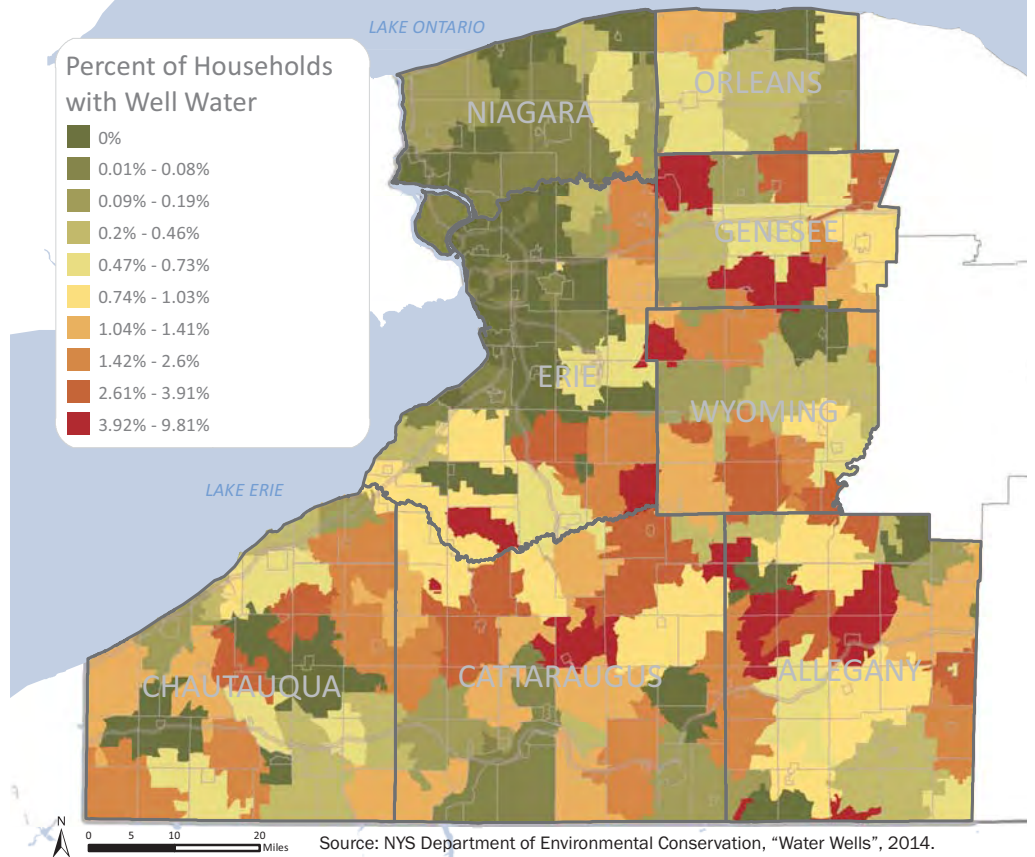 LAKE ONTARIO
Percent of Households
with Well Water
0%
0.01% - 0.08%
0.09% - 0.19%
0.2% - 0.46%
0.47% - 0.73%
0.74% - 1.03%
1.04% - 1.41%
1.42% - 2.6%
2.61% - 3.91%
3.92% - 9.81%
NIAGARA
ORLEANS
GENESEE
ERIE
WYOMING
LAKE ERIE
CHAUTAUQUA
CATTARAUGUS
ALLEGANY
N
0 5 10 20
Miles
Source: NYS Department of Environmental Conservation, “Water Wells”, 2014.